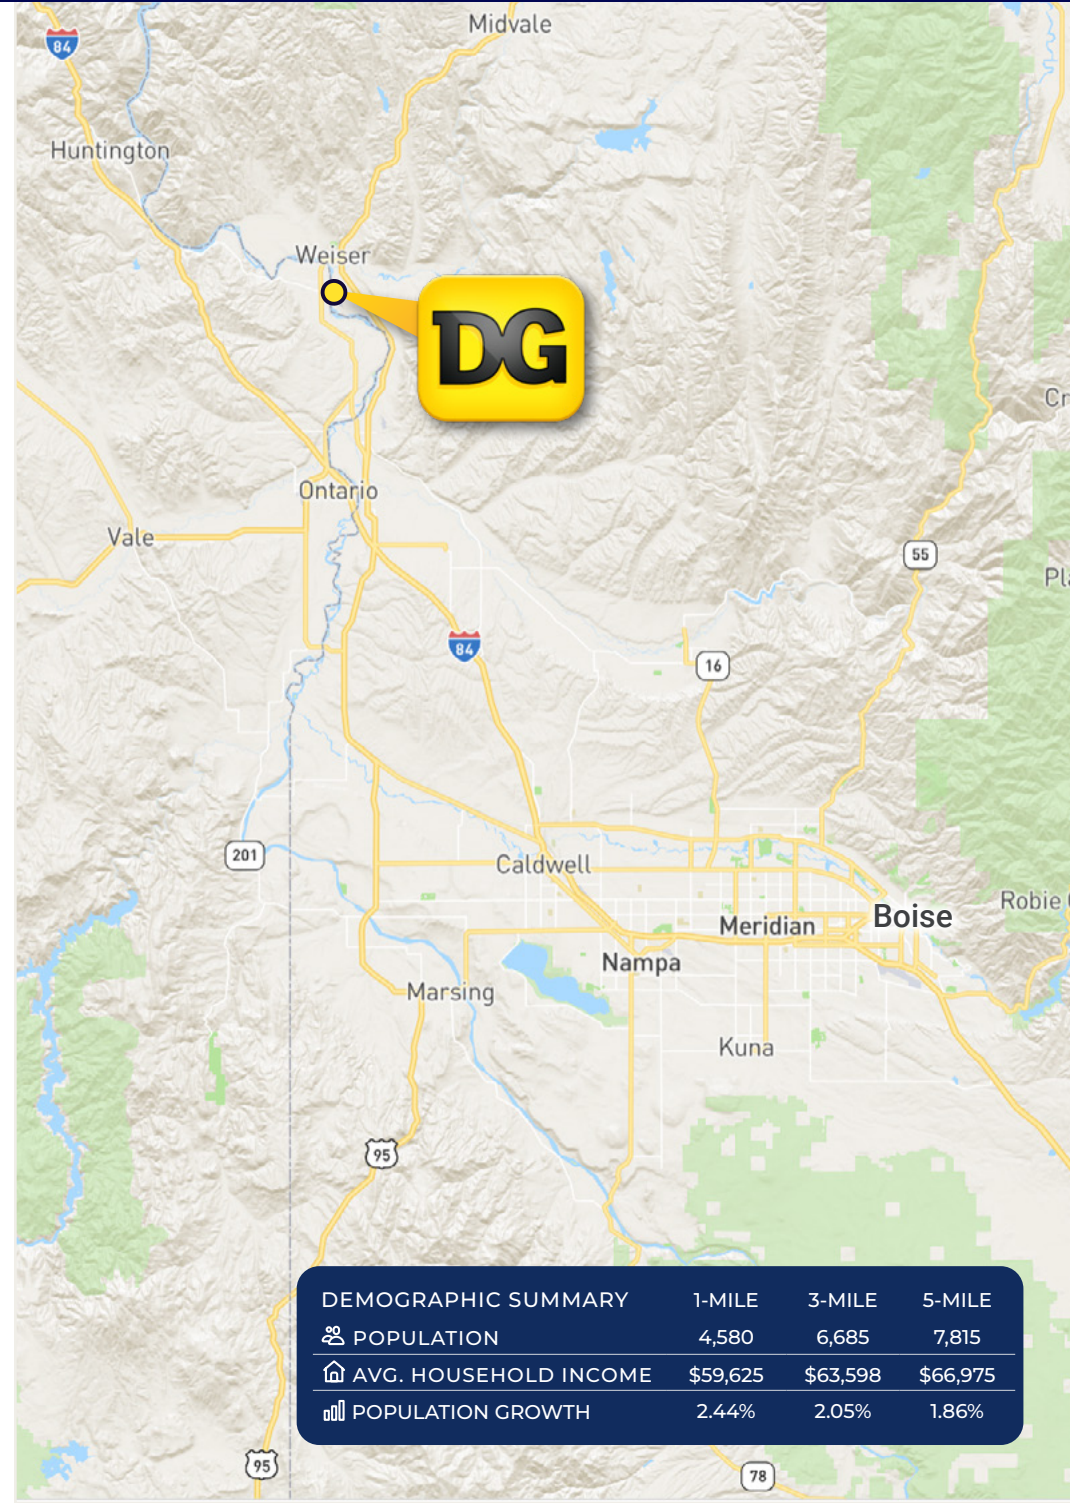 Midvale
84
Huntington
Weiser
DG
Cr
Ontario
Vale
55
Pla
84
16
201
Caldwell
Robie
Boise
Meridian
Nampa
Marsing
Kuna
95
DEMOGRAPHIC SUMMARY 1-MILE 3-MILE 5-MILE
POPULATION 4,580 6,685 7,815
AVG. HOUSEHOLD INCOME $59,625 $63,598 $66,975
POPULATION GROWTH 2.44% 2.05% 1.86%
95
78